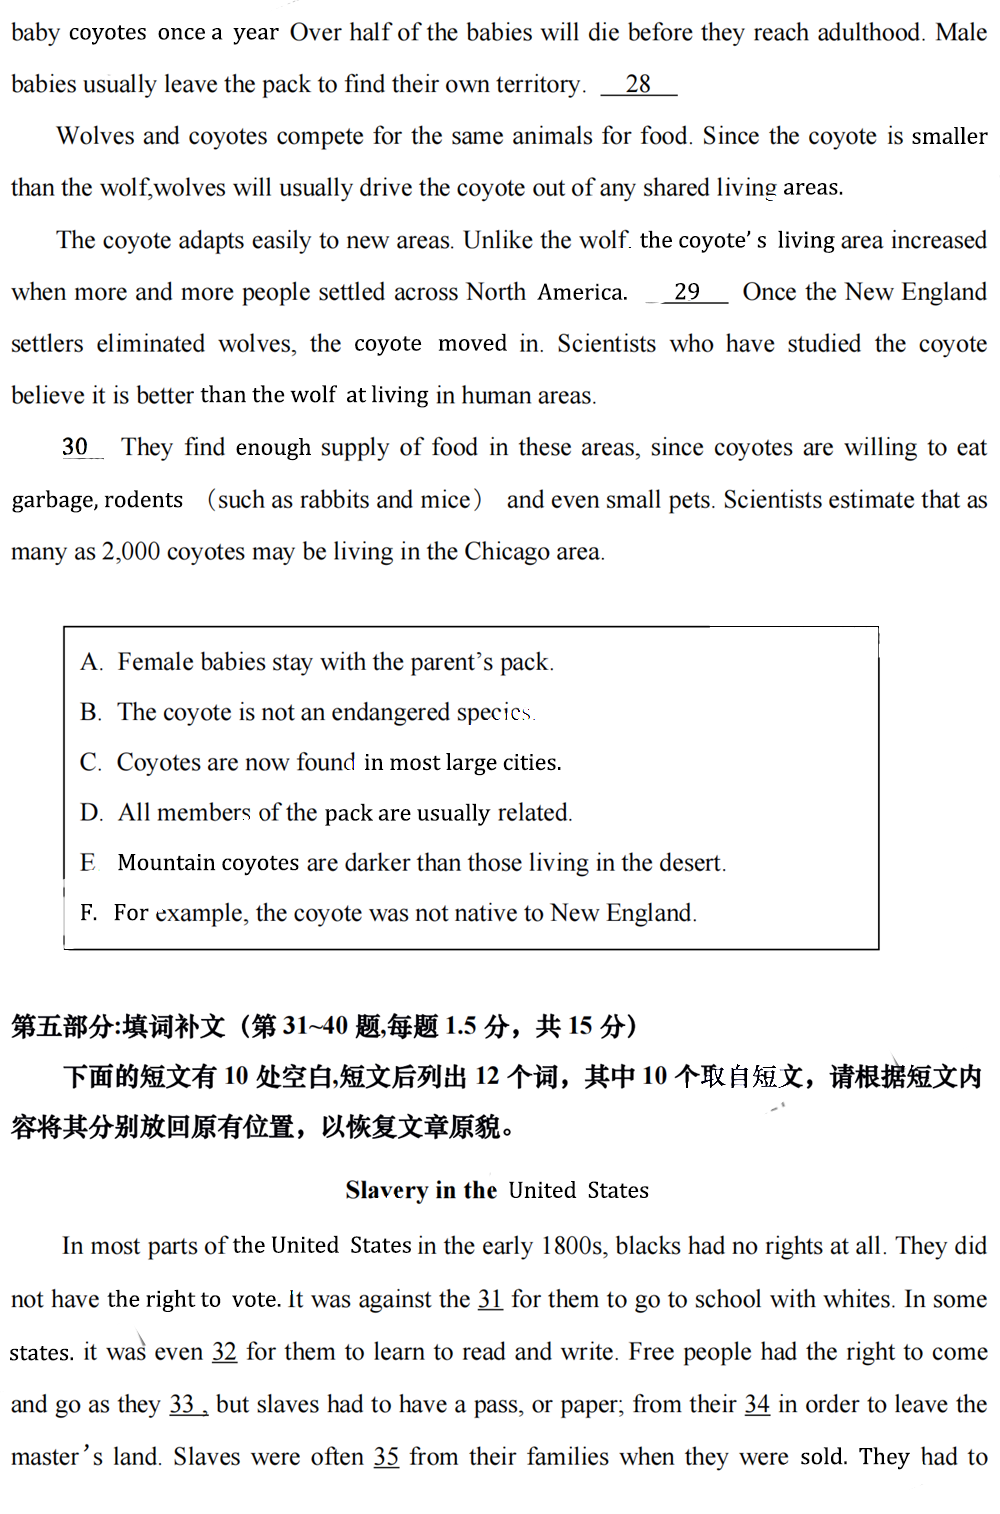 baby coyotes once a year Over half of the babies will die before they reach adulthood. Male
babies usually leave the pack to find their own territory. 28
Wolves and coyotes compete for the same animals for food. Since the coyote is smaller
than the wolf,wolves will usually drive the coyote out of any shared living areas.
The coyote adapts easily to new areas. Unlike the wolf. the coyote's living area increased
when more and more people settled across North America. 29 Once the New England
settlers eliminated wolves, the coyote moved in. Scientists who have studied the coyote
believe it is better than the wolf at living in human areas.
30 They find enough supply of food in these areas, since coyotes are willing to eat
garbage, rodents （such as rabbits and mice） and even small pets. Scientists estimate that as
many as 2,000 coyotes may be living in the Chicago area.
A. Female babies stay with the parent's pack.
B. The coyote is not an endangered species.
C. Coyotes are now found in most large cities.
D. All members of the pack are usually related.
E Mountain coyotes are darker than those living in the desert.
F. For example, the coyote was not native to New England.
第五部分:填词补文（第 31~40 题,每题 1.5 分，共 15 分）
下面的短文有 10 处空白,短文后列出 12 个词，其中 10 个取自短文，请根据短文内
容将其分别放回原有位置，以恢复文章原貌。
Slavery in the United States
In most parts of the United States in the early 1800s, blacks had no rights at all. They did
not have the right to vote. it was against the 31 for them to go to school with whites. In some
states. it was even 32 for them to learn to read and write. Free people had the right to come
and go as they 33 , but slaves had to have a pass, or paper; from their 34 in order to leave the
master's land. Slaves were often 35 from their families when they were sold. They had to